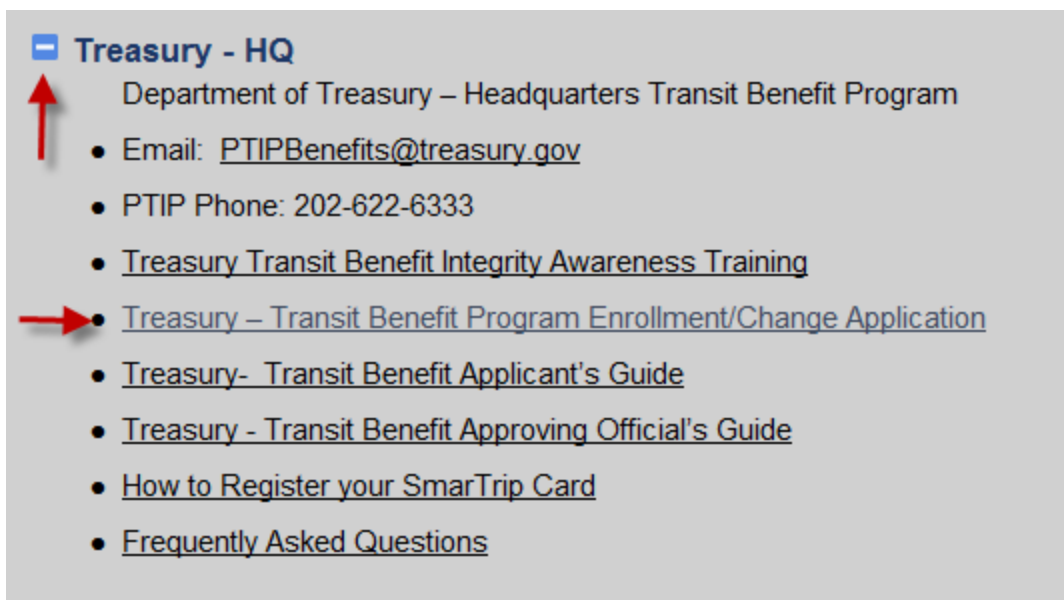 Treasury - HQ
Department of Treasury – Headquarters Transit Benefit Program
Email: PTIPBenefits@treasury.gov
PTIP Phone: 202-622-6333
Treasury Transit Benefit Integrity Awareness Training
Treasury – Transit Benefit Program Enrollment/Change Application
Treasury- Transit Benefit Applicant’s Guide
Treasury - Transit Benefit Approving Official’s Guide
How to Register your SmarTrip Card
Frequently Asked Questions